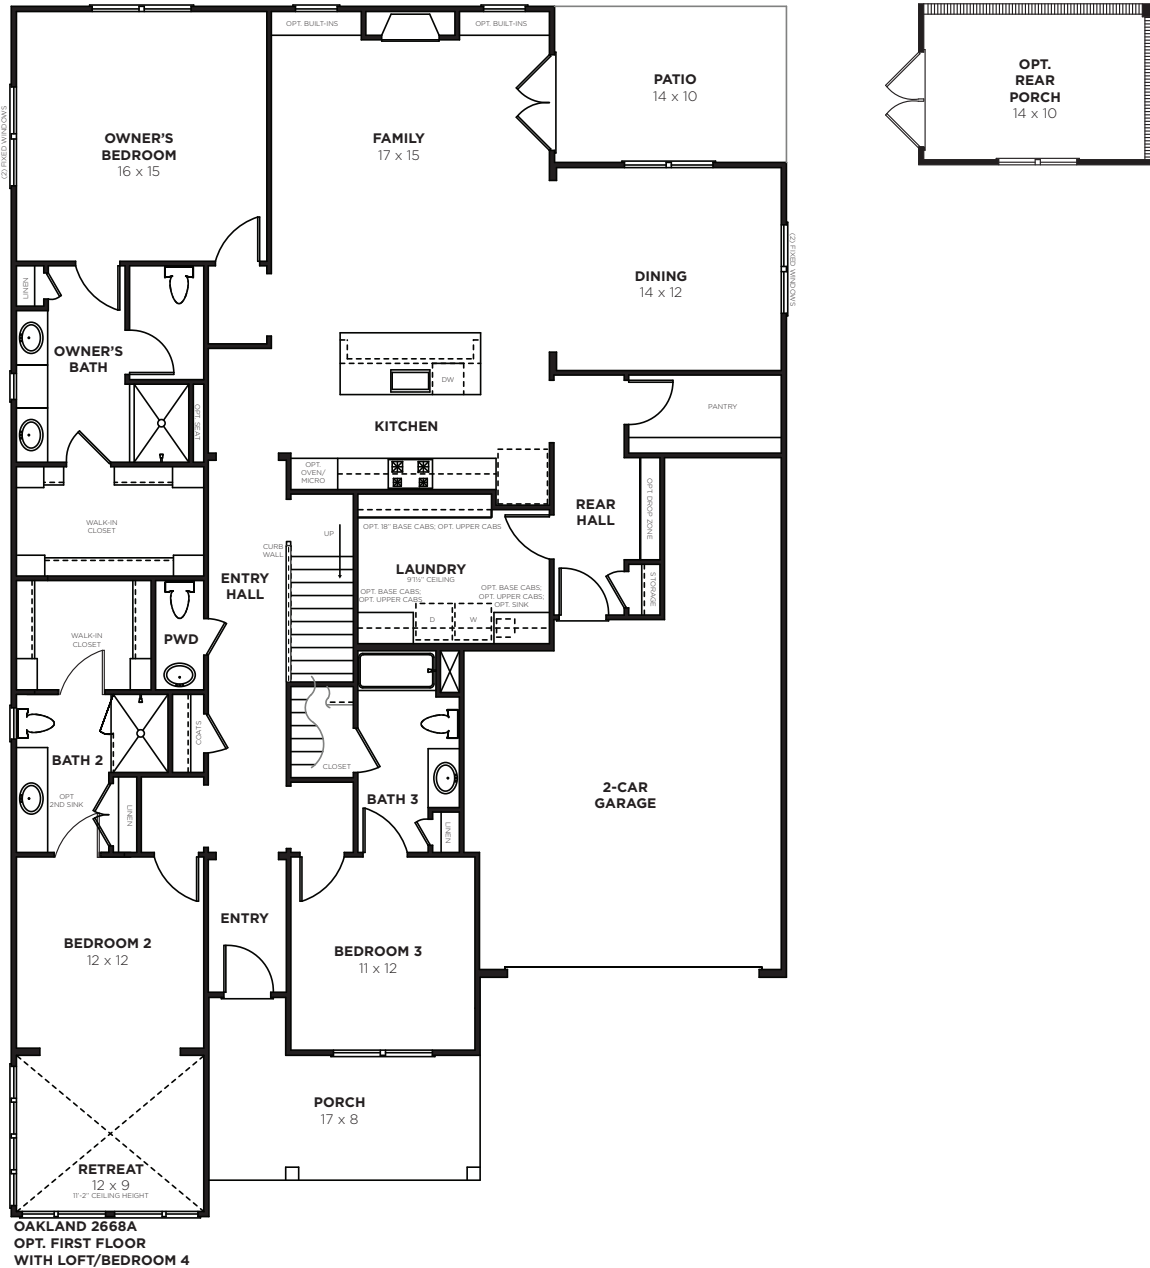 OPT. BUILT-INS
OPT. BUILT-INS
(2) FIXED WINDOWS
OWNER'S
BEDROOM
16 x 15
FAMILY
17 x 15
PATIO
14 x 10
OPT.
REAR
PORCH
14 x 10
(2) FIXED WINDOWS
DINING
14 x 12
LINEN
OWNER'S
BATH
OPT. SEAT
DW
KITCHEN
PANTRY
OPT.
OVEN/
MICRO
WALK-IN
CLOSET
UP
CURB
WALL
ENTRY
HALL
OPT. 18" BASE CABS; OPT. UPPER CABS
LAUNDRY
9'1½" CEILING
OPT. BASE CABS;
OPT. UPPER CABS
OPT. BASE CABS;
OPT. UPPER CABS;
OPT. SINK
D
W
REAR
HALL
OPT. DROP ZONE
STORAGE
WALK-IN
CLOSET
PWD
COATS
BATH 2
OPT
2ND SINK
LINEN
CLOSET
BATH 3
LINEN
2-CAR
GARAGE
ENTRY
BEDROOM 2
12 x 12
BEDROOM 3
11 x 12
PORCH
17 x 8
RETREAT
12 x 9
11'-2" CEILING HEIGHT
OAKLAND 2668A
OPT. FIRST FLOOR
WITH LOFT/BEDROOM 4